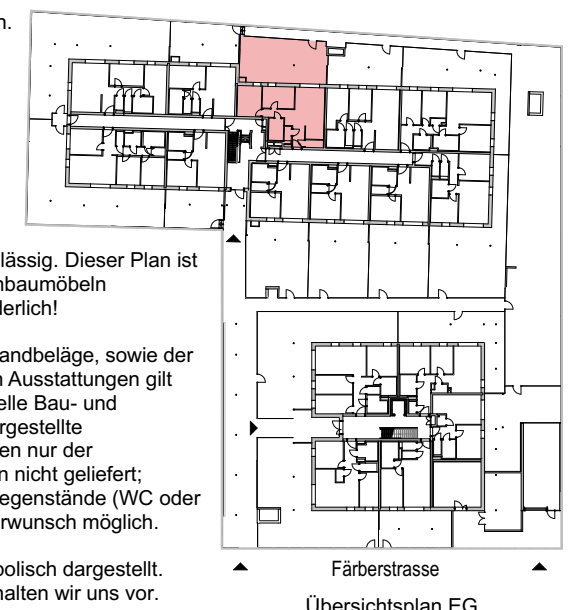 n.
lässig. Dieser Plan ist
nbaumöbeln
derlich!
andbeläge, sowie der
n Ausstattungen gilt
elle Bau- und
rgestellte
en nur der
n nicht geliefert;
egenstände (WC oder
rwunsch möglich.
bolisch dargestellt.
halten wir uns vor.
Färberstrasse
Übersichtsplan EG